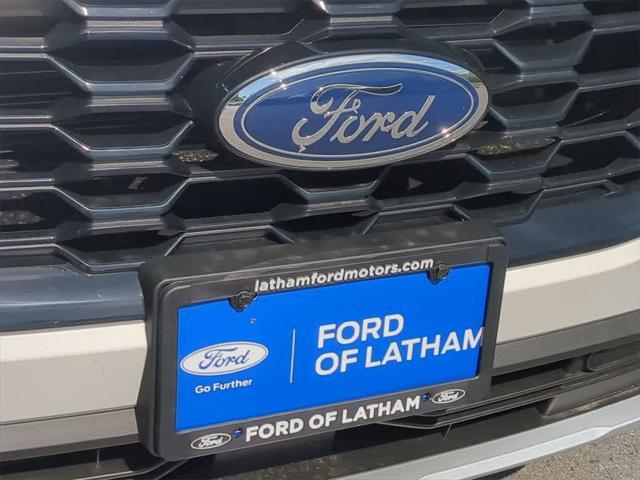 Ford
lathamfordmotors.com
Ford
Go Further
FORD
OF LATHAM
Ford FORD OF LATHAM Ford